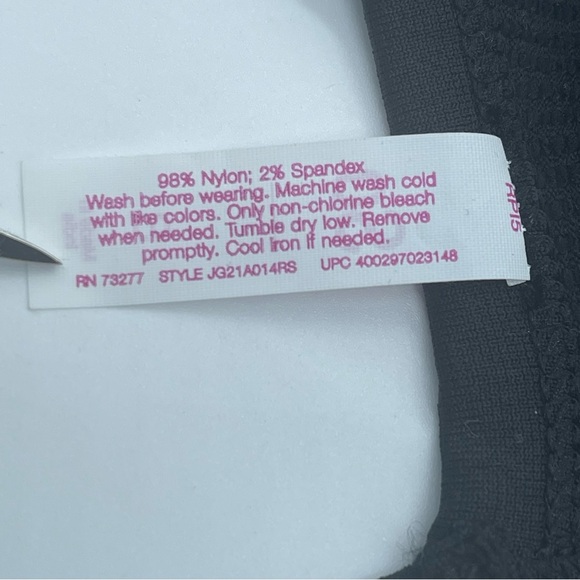 98% Nylon; 2% Spandex
Wash before wearing. Machine wash cold
with like colors. Only non-chlorine bleach
when needed. Tumble dry low. Remove
promptly. Cool iron if needed.
RN 73277 STYLE JG21A014RS UPC 400297023148